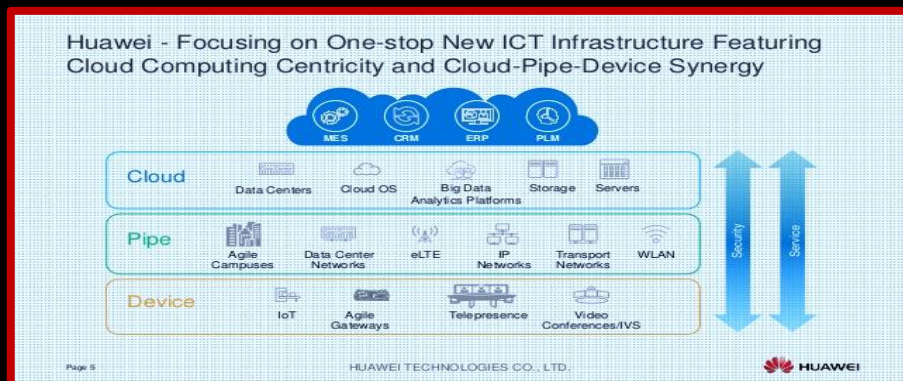 Huawei - Focusing on One-stop New ICT Infrastructure Featuring
Cloud Computing Centricity and Cloud-Pipe-Device Synergy
MES CRM ERP PLM
Cloud
Data Centers Cloud OS Big Data Storage Servers
Analytics Platforms
Pipe
Agile Data Center eLTE IP Transport WLAN
Campuses Networks Networks Networks
Device
IoT Agile Telepresence Video
Gateways Conferences/IVS
Security
Service
Page 5
HUAWEI TECHNOLOGIES CO., LTD.
HUAWEI